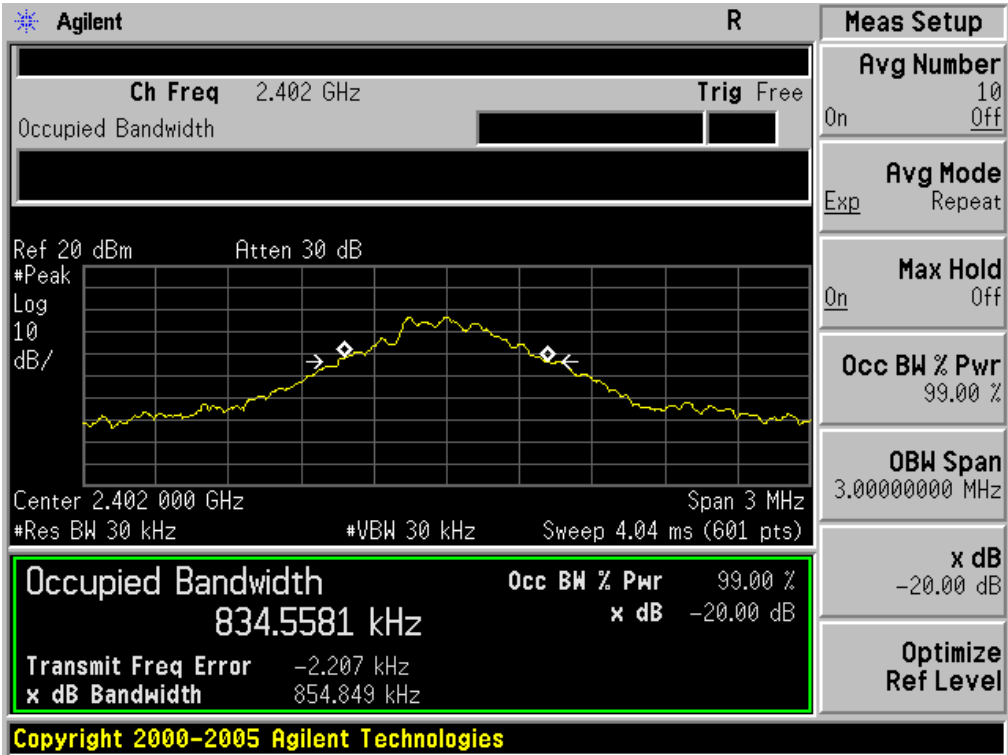 Agilent R
Ch Freq 2.402 GHz Trig Free
Occupied Bandwidth
Ref 20 dBm Atten 30 dB
#Peak
Log
10
dB/
Center 2.402 000 GHz Span 3 MHz
#Res BW 30 kHz #VBW 30 kHz Sweep 4.04 ms (601 pts)
Occupied Bandwidth
834.5581 kHz
Occ BW % Pwr 99.00 %
x dB -20.00 dB
Transmit Freq Error -2.207 kHz
x dB Bandwidth 854.849 kHz
Copyright 2000-2005 Agilent Technologies
Meas Setup
Avg Number
10
On Off
Avg Mode
Exp Repeat
Max Hold
On Off
Occ BW % Pwr
99.00 %
OBW Span
3.00000000 MHz
x dB
-20.00 dB
Optimize
Ref Level